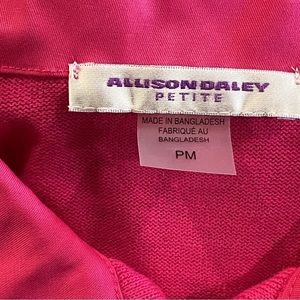 ALLISON DALEY
PETITE
MADE IN BANGLADESH
FABRIQUÉ AU
BANGLADESH
PM